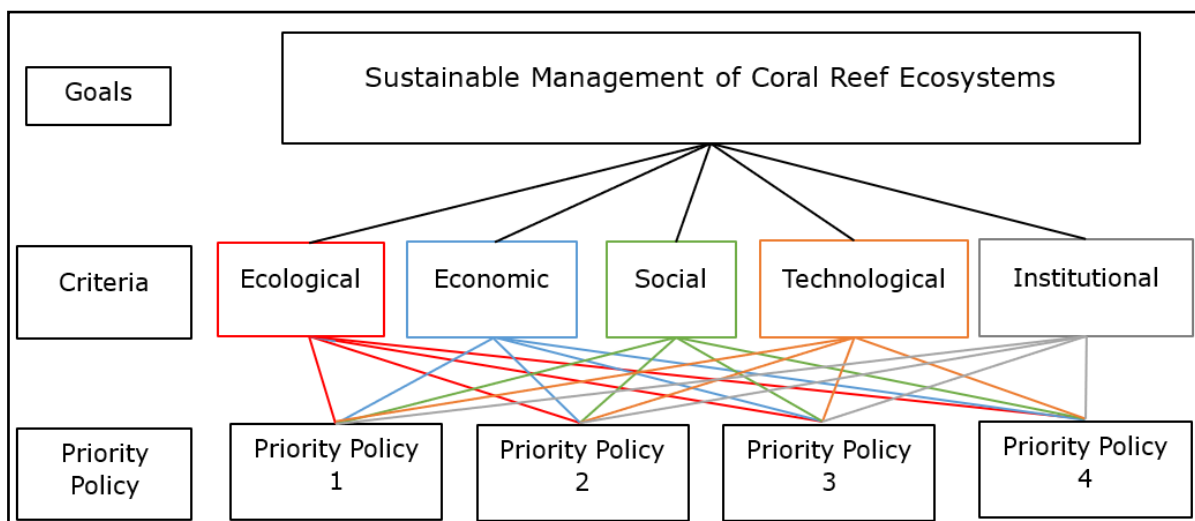 Goals
Sustainable Management of Coral Reef Ecosystems
Criteria
Ecological
Economic
Social
Technological
Institutional
Priority
Policy
Priority Policy
1
Priority Policy
2
Priority Policy
3
Priority Policy
4